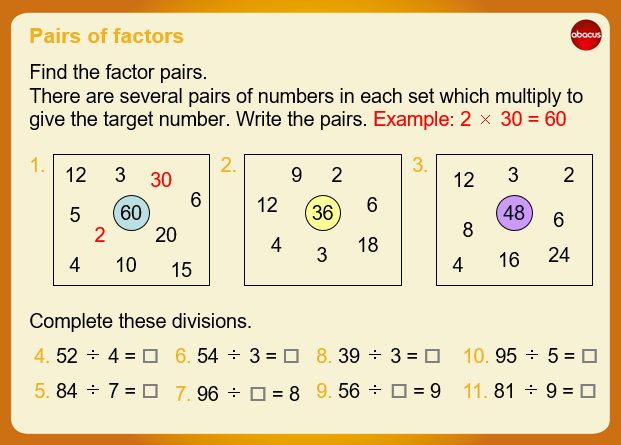 Pairs of factors
abacus
Find the factor pairs.
There are several pairs of numbers in each set which multiply to
give the target number. Write the pairs. Example: 2 × 30 = 60
1.
12 3 30
6
5 60
2 20
4 10 15
2.
9 2
12 36 6
4 3 18
3.
12 3 2
48
8 6
4 16 24
Complete these divisions.
4. 52 ÷ 4 = □ 6. 54 ÷ 3 = □ 8. 39 ÷ 3 = □ 10. 95 ÷ 5 = □
5. 84 ÷ 7 = □ 7. 96 ÷ □ = 8 9. 56 ÷ □ = 9 11. 81 ÷ 9 = □